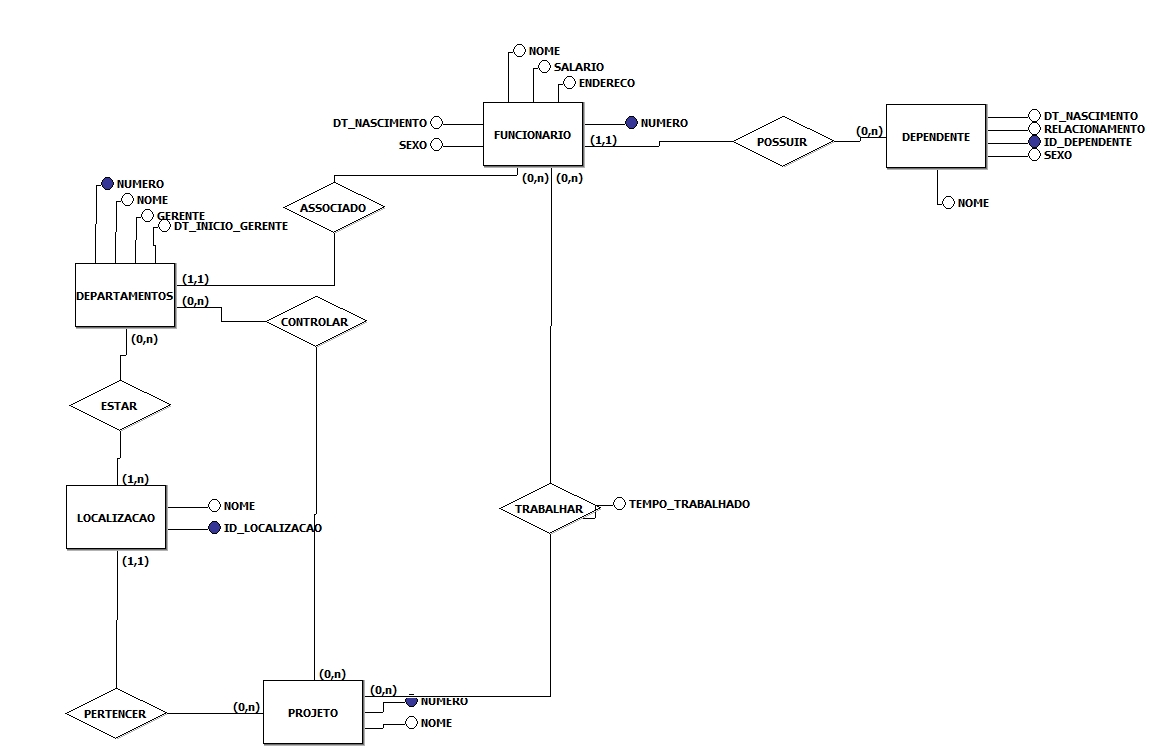 NOME
SALARIO
ENDERECO
DT_NASCIMENTO
SEXO
FUNCIONARIO
NUMERO
(1,1)
(0,n)
(0,n)
POSSUIR
(0,n)
DEPENDENTE
DT_NASCIMENTO
RELACIONAMENTO
ID_DEPENDENTE
SEXO
NOME
NUMERO
NOME
GERENTE
DT_INICIO_GERENTE
ASSOCIADO
DEPARTAMENTOS
(1,1)
(0,n)
(0,n)
CONTROLAR
ESTAR
(1,n)
LOCALIZACAO
NOME
ID_LOCALIZACAO
(1,1)
TRABALHAR
TEMPO_TRABALHADO
PERTENCER
(0,n)
(0,n)
(0,n)
PROJETO
NUMERO
NOME